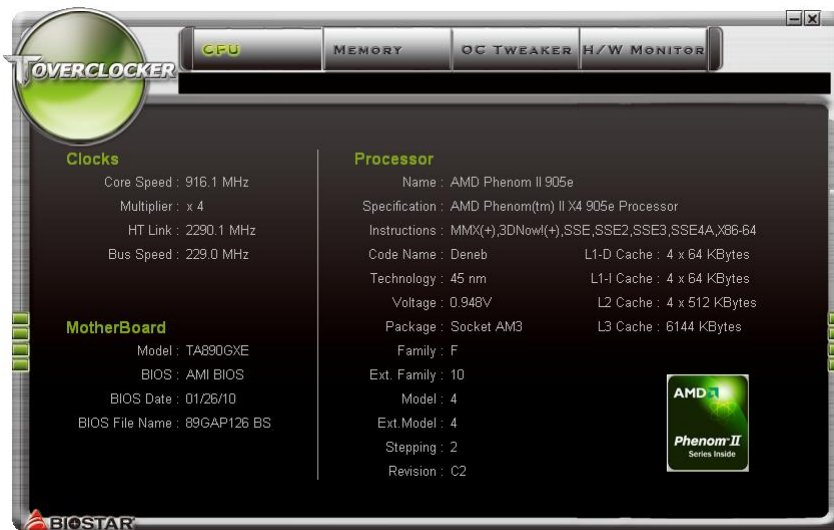 TOVERCLOCKER
CPU
MEMORY
OC TWEAKER
H/W MONITOR
Clocks
Core Speed : 916.1 MHz
Multiplier : x 4
HT Link : 2290.1 MHz
Bus Speed : 229.0 MHz
MotherBoard
Model : TA890GXE
BIOS : AMI BIOS
BIOS Date : 01/26/10
BIOS File Name : 89GAP126 BS
Processor
Name : AMD Phenom II 905e
Specification : AMD Phenom(tm) II X4 905e Processor
Instructions : MMX(+),3DNow!(+),SSE,SSE2,SSE3,SSE4A,X86-64
Code Name : Deneb
Technology : 45 nm
Voltage : 0.948V
Package : Socket AM3
Family : F
Ext. Family : 10
Model : 4
Ext.Model : 4
Stepping : 2
Revision : C2
L1-D Cache : 4 x 64 KBytes
L1-I Cache : 4 x 64 KBytes
L2 Cache : 4 x 512 KBytes
L3 Cache : 6144 KBytes
AMD
Phenom II
Series Inside
BIOSTAR